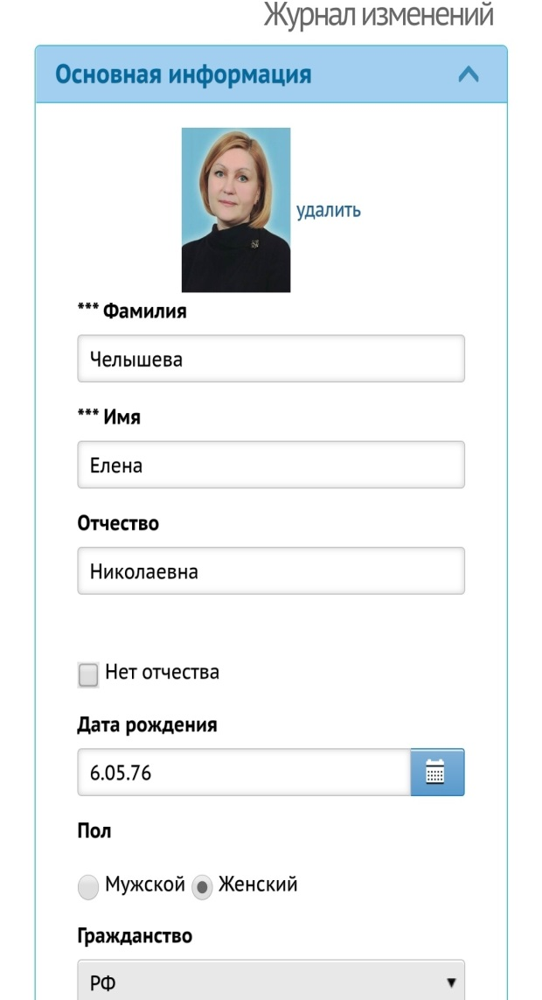 Журнал изменений
Основная информация
удалить
*** Фамилия
Челышева
*** Имя
Елена
Отчество
Николаевна
Нет отчества
Дата рождения
6.05.76
Пол
Мужской Женский
Гражданство
РФ